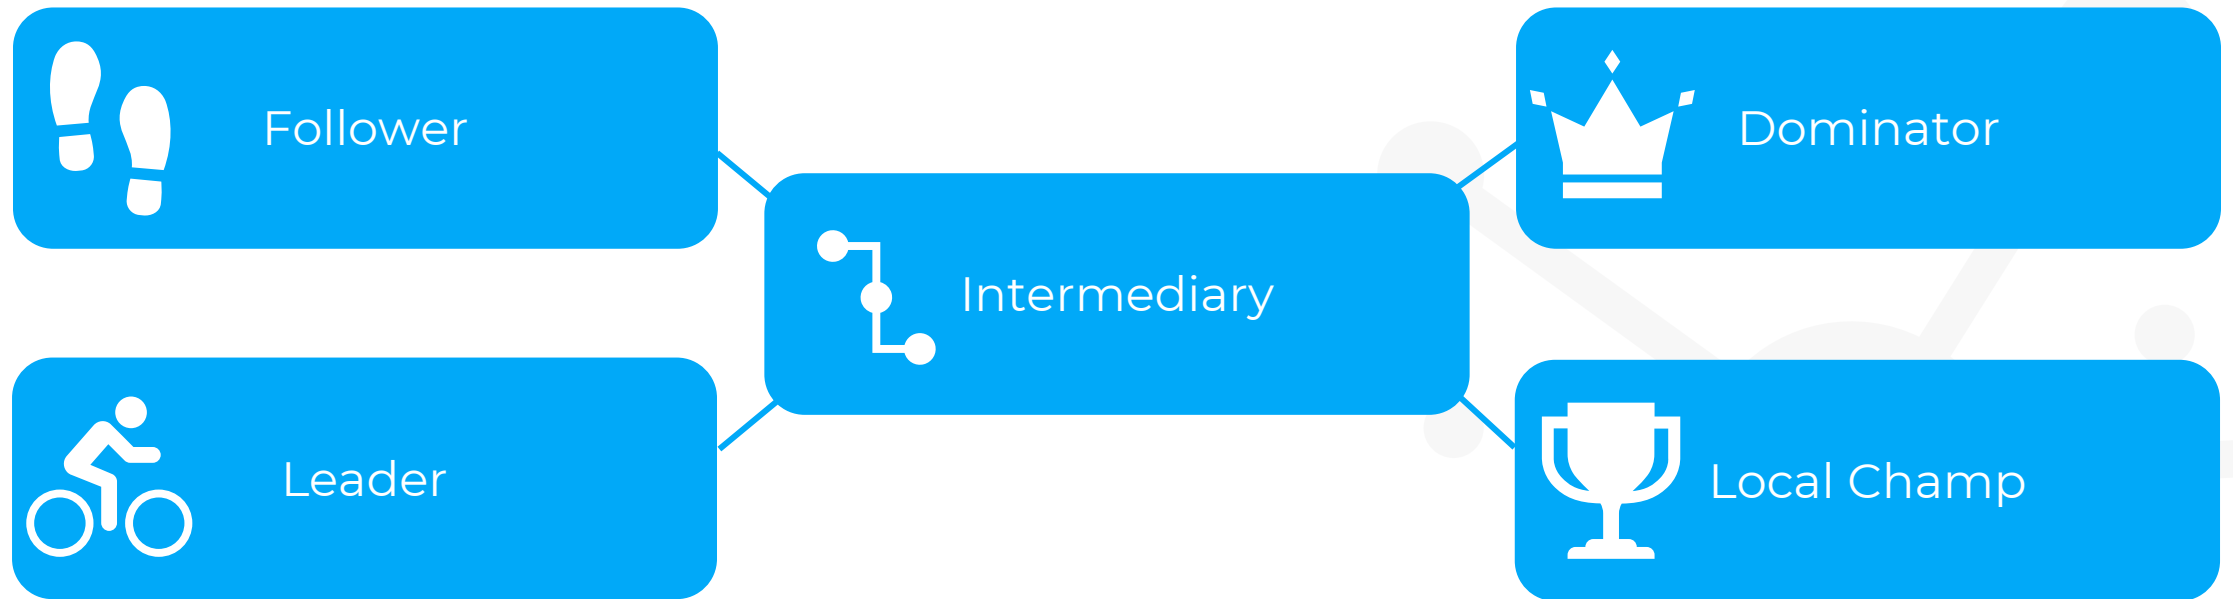 Follower
Dominator
Intermediary
Leader
Local Champ